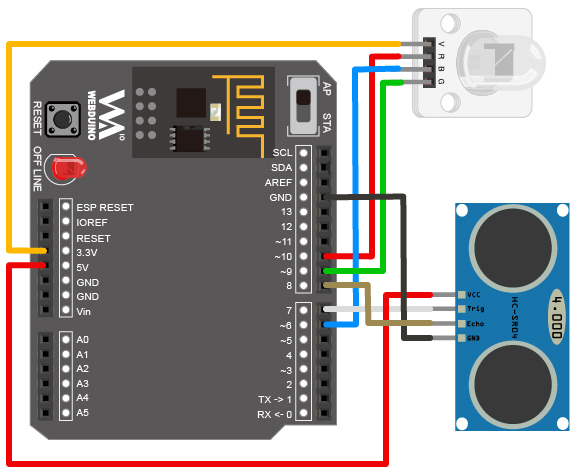 V
R
B
G
AP
STA
RESET
WEBDUINO
IO
OFF LINE
ESP RESET
IOREF
RESET
3.3V
5V
GND
GND
Vin
A0
A1
A2
A3
A4
A5
SCL
SDA
AREF
GND
13
12
~11
~10
~9
8
7
~6
~5
4
~3
2
TX -> 1
RX <- 0
VCC
Trig
Echo
GND
HC-SR04
4.000